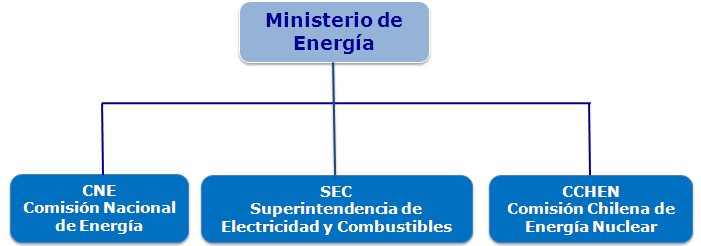 Ministerio de
Energía
CNE
Comisión Nacional
de Energía
SEC
Superintendencia de
Electricidad y Combustibles
CCHEN
Comisión Chilena de
Energía Nuclear